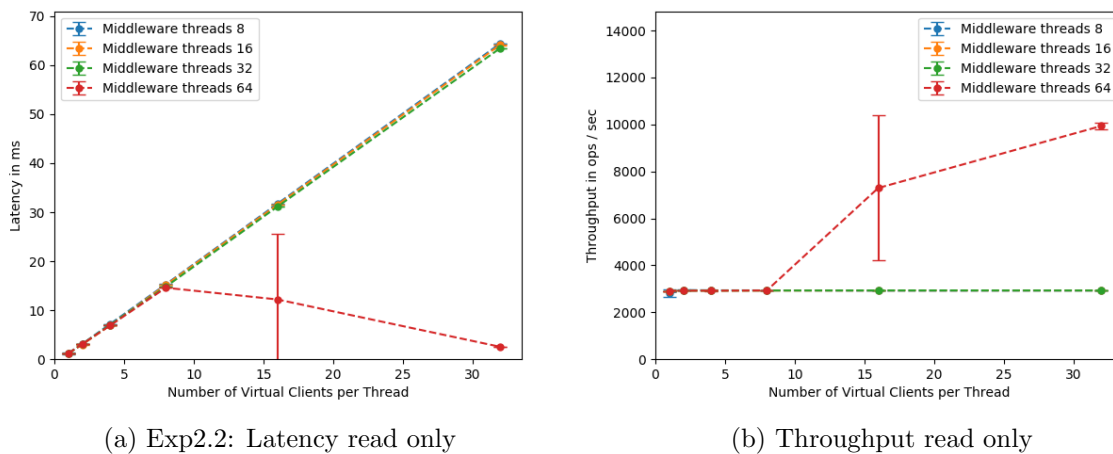 70
60
50
40
30
20
10
0
Latency in ms
Middleware threads 8
Middleware threads 16
Middleware threads 32
Middleware threads 64
0 5 10 15 20 25 30
Number of Virtual Clients per Thread
(a) Exp2.2: Latency read only
14000
12000
10000
8000
6000
4000
2000
0
Throughput in ops / sec
Middleware threads 8
Middleware threads 16
Middleware threads 32
Middleware threads 64
0 5 10 15 20 25 30
Number of Virtual Clients per Thread
(b) Throughput read only